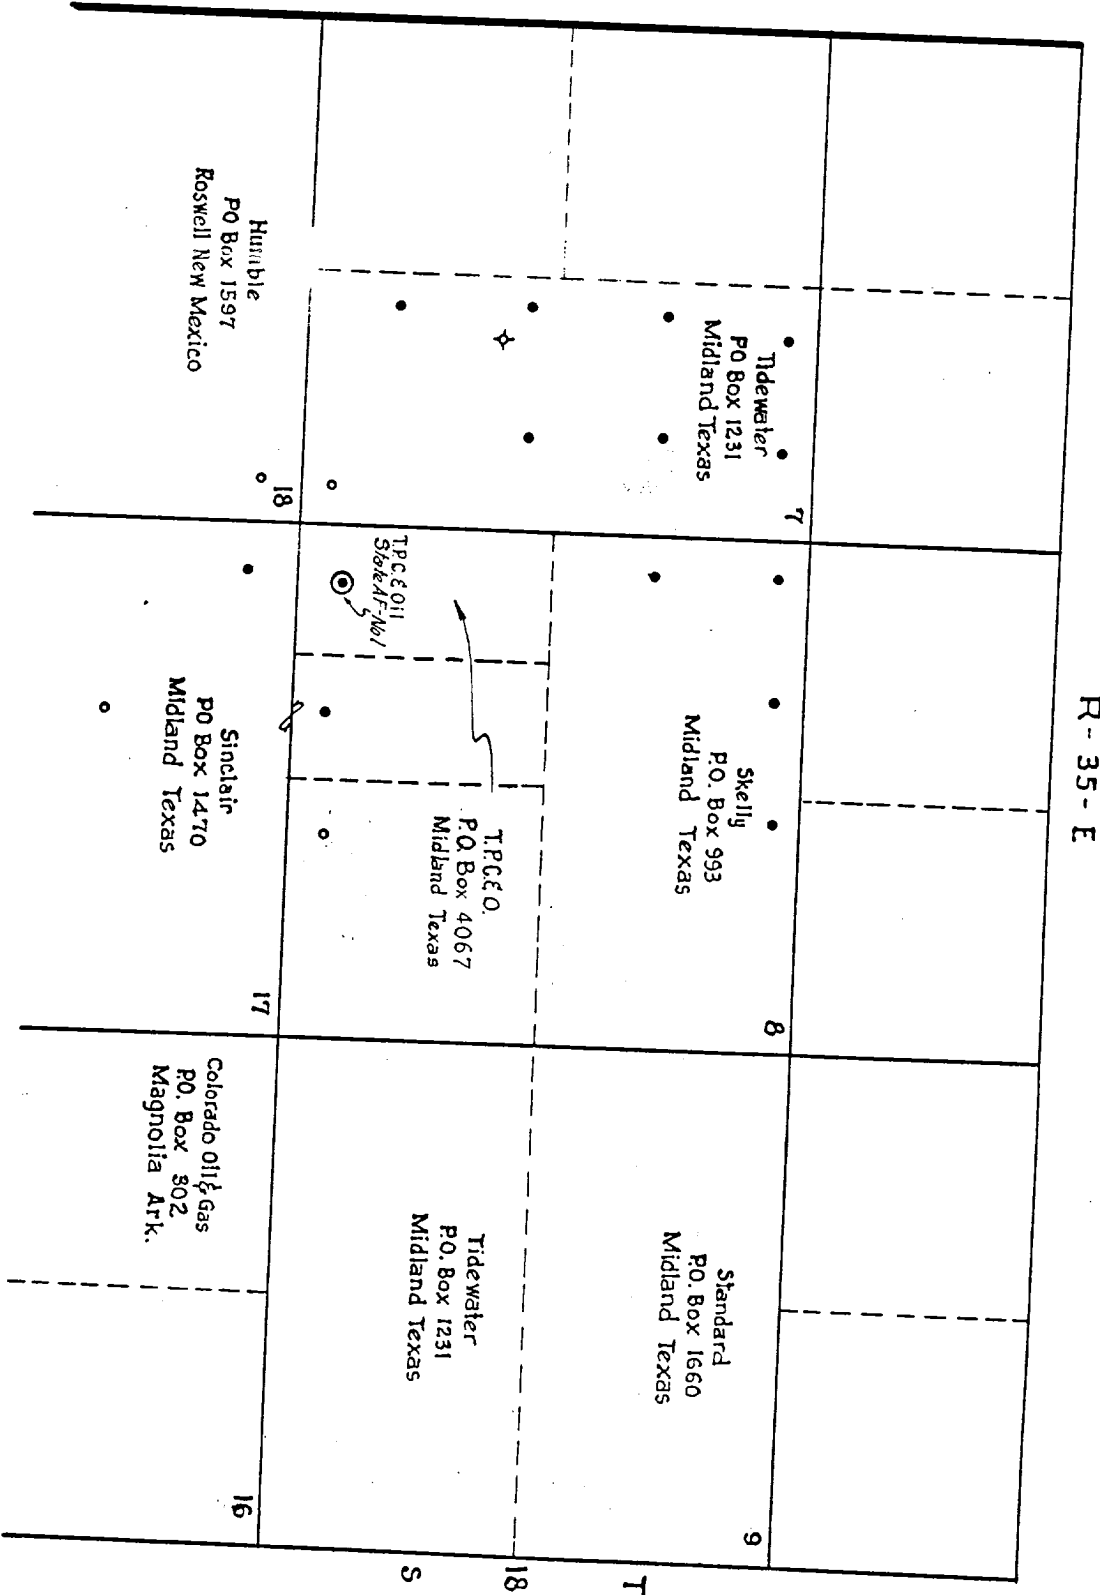 R-35-E
7
8
9
Tidewater
PO Box 1231
Midland Texas
Skelly
P.O. Box 993
Midland Texas
Standard
P.O. Box 1660
Midland Texas
T.P.C.&O.
P.O. Box 4067
Midland Texas
T.P.C.&Oil
State AF-No1
Tidewater
P.O. Box 1231
Midland Texas
T
18
S
18
17
16
Humble
PO Box 1597
Roswell New Mexico
Sinclair
PO Box 1470
Midland Texas
Colorado Oil & Gas
P.O. Box 302
Magnolia Ark.